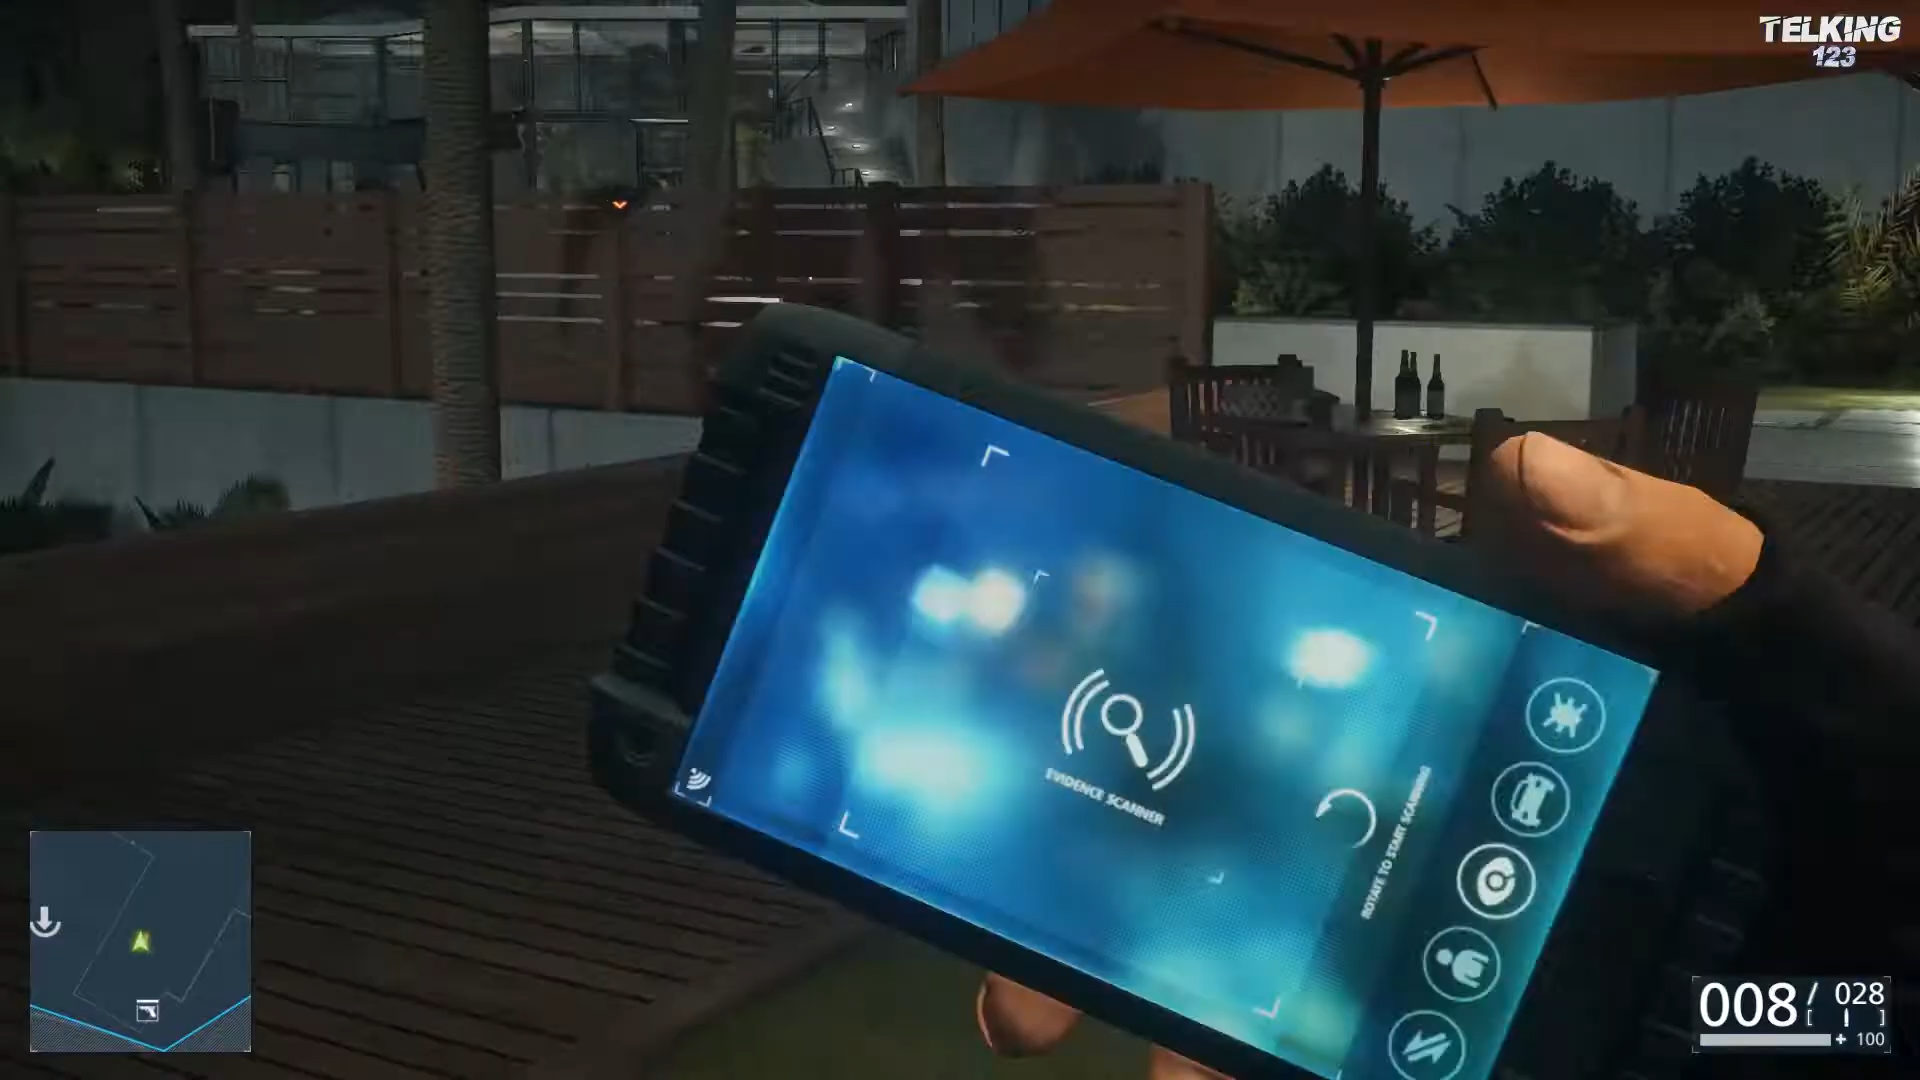 TELKING
123
EVIDENCE SCANNER
ROTATE TO START SCANNING
008/ 028
[ | ]
+ 100